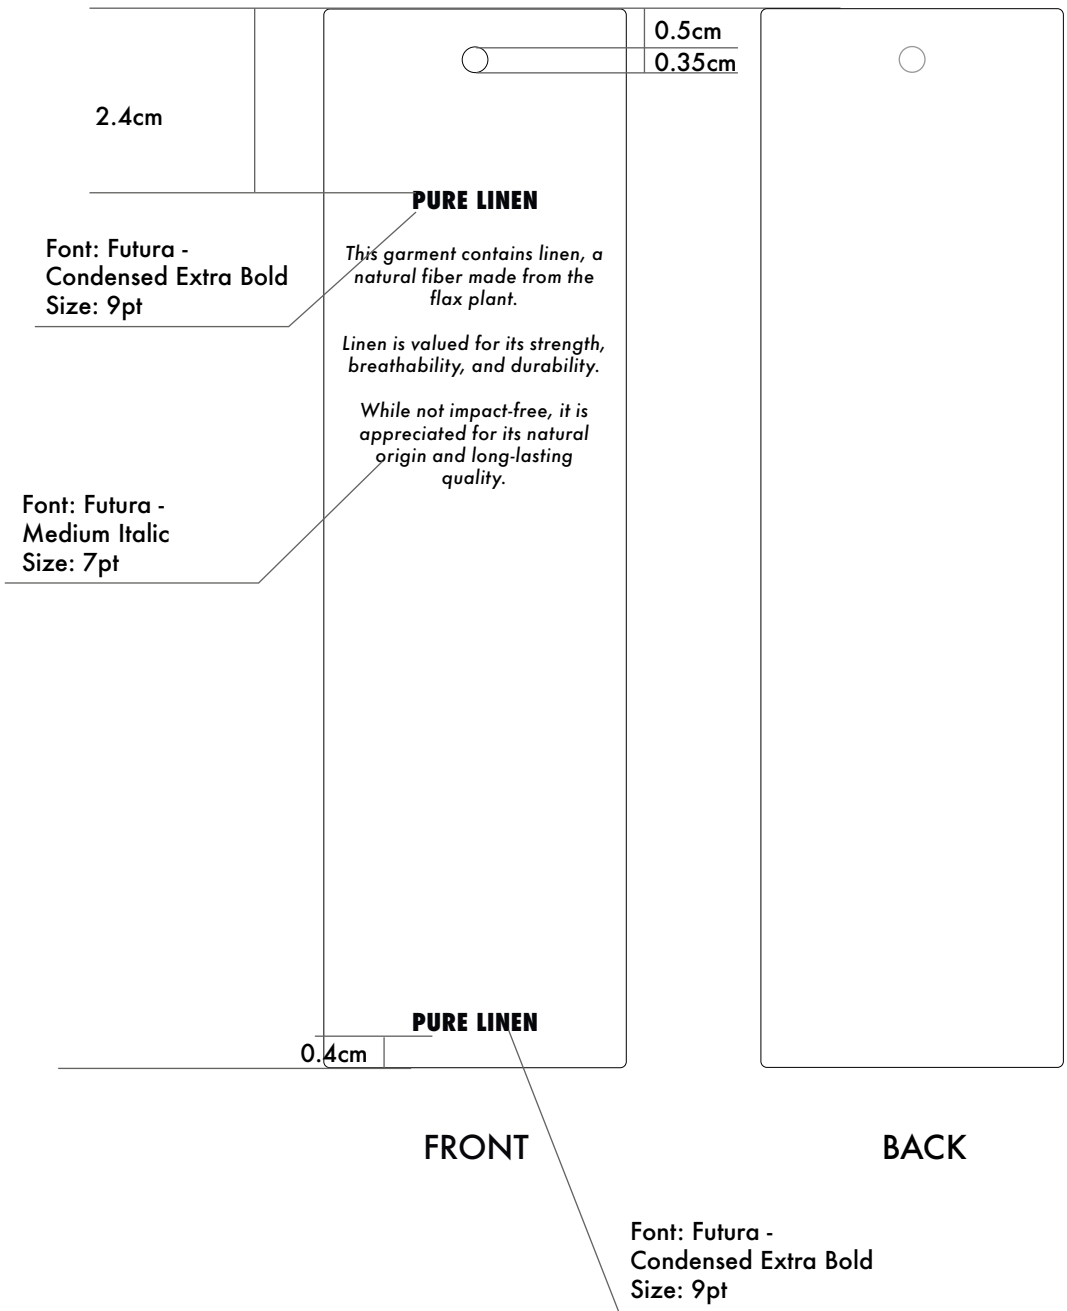 0.5cm
0.35cm
2.4cm
PURE LINEN
Font: Futura -
Condensed Extra Bold
Size: 9pt
This garment contains linen, a
natural fiber made from the
flax plant.
Linen is valued for its strength,
breathability, and durability.
While not impact-free, it is
appreciated for its natural
origin and long-lasting
quality.
Font: Futura -
Medium Italic
Size: 7pt
PURE LINEN
0.4cm
FRONT
BACK
Font: Futura -
Condensed Extra Bold
Size: 9pt